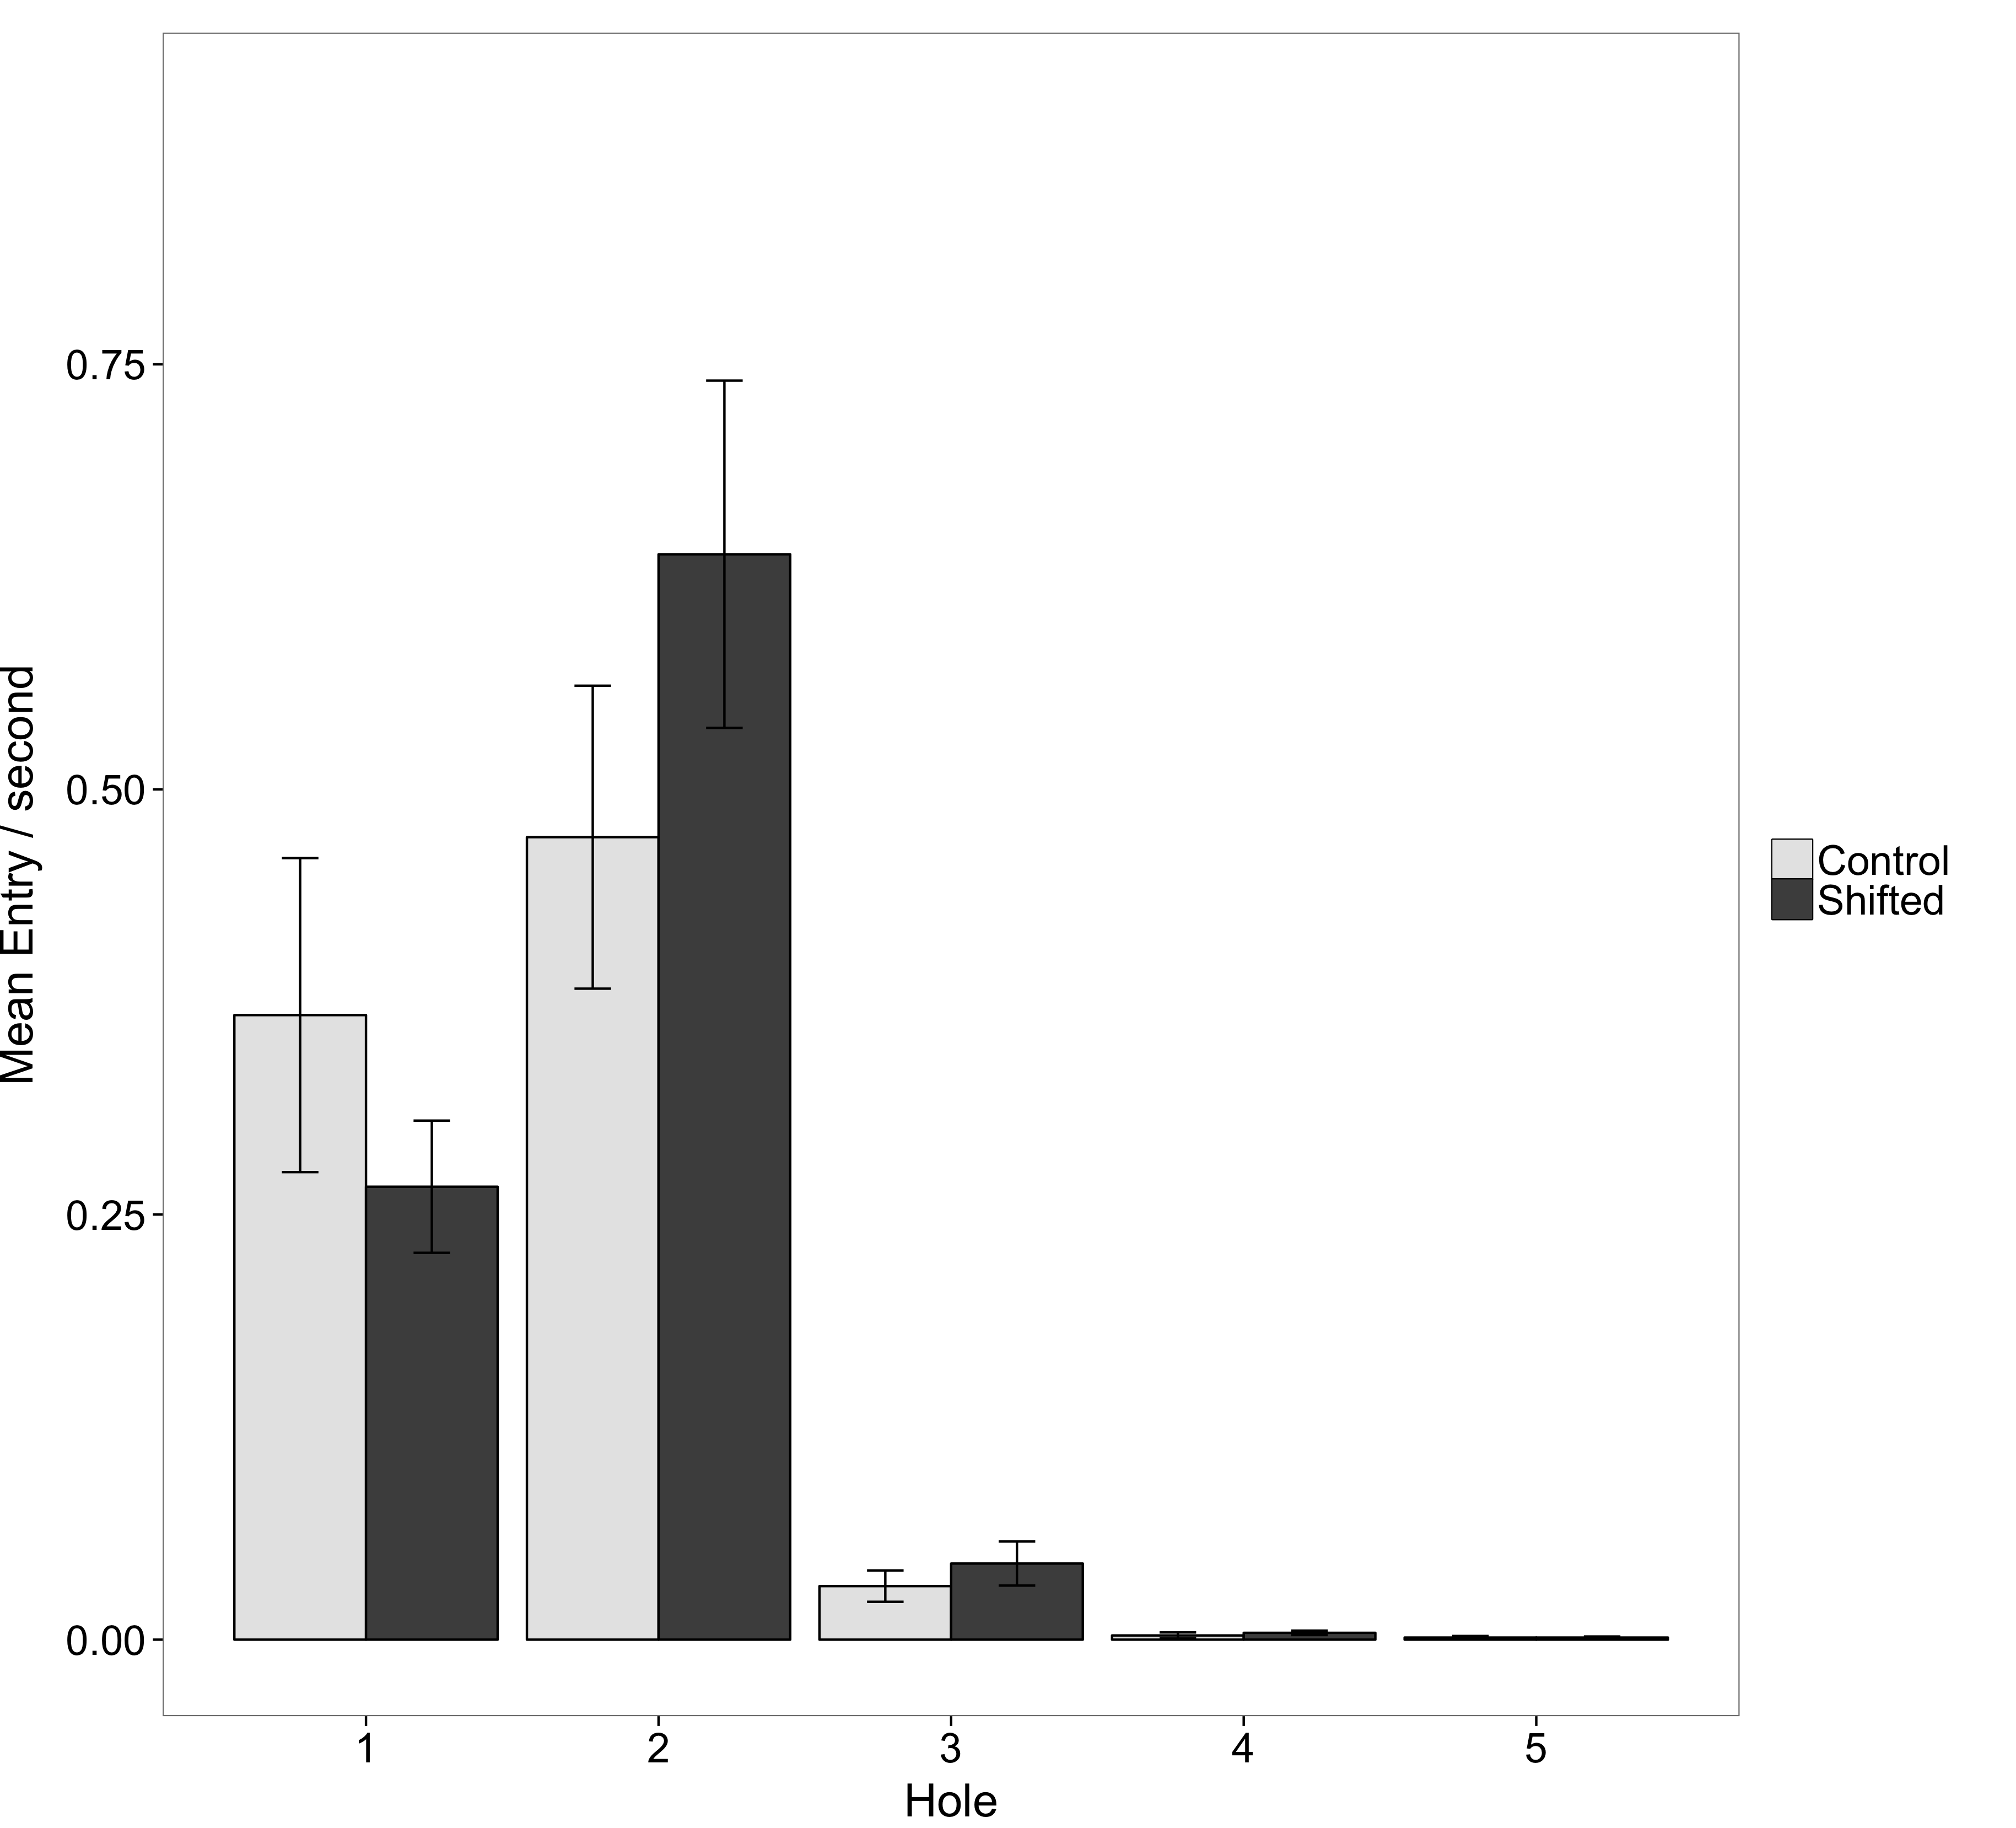 Mean Entry / second
0.75
0.50
0.25
0.00
1 2 3 4 5
Hole
Control
Shifted